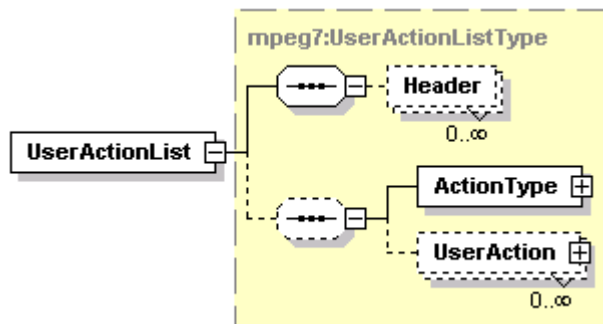 mpeg7:UserActionListType
Header
0..∞
UserActionList
ActionType
UserAction
0..∞